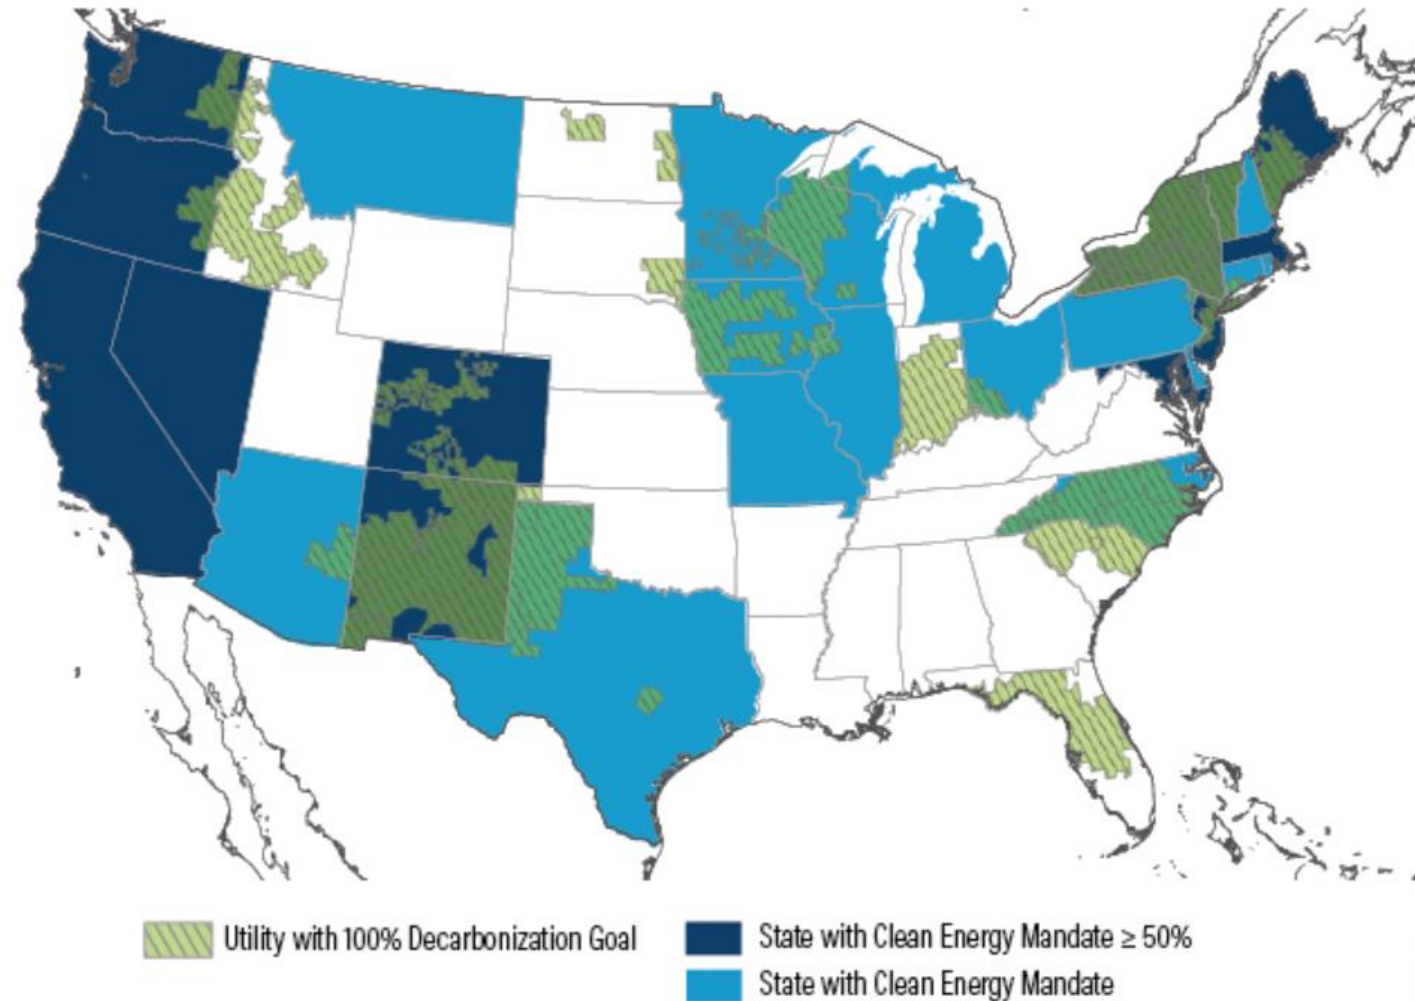 Utility with 100% Decarbonization Goal
State with Clean Energy Mandate ≥ 50%
State with Clean Energy Mandate